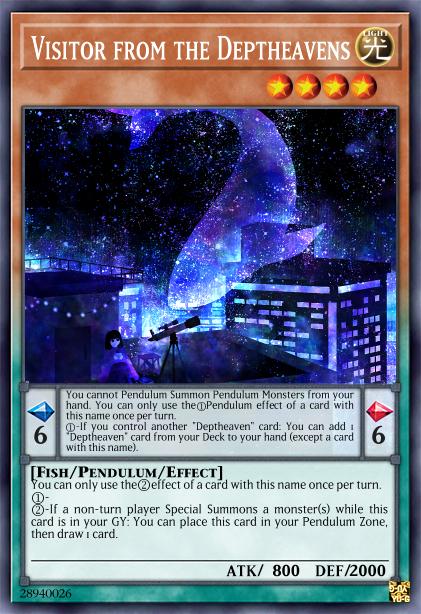 VISITOR FROM THE DEPTHEAVENS
LIGHT
光
You cannot Pendulum Summon Pendulum Monsters from your
hand. You can only use the①Pendulum effect of a card with
this name once per turn.
①-If you control another "Deptheaven" card: You can add 1
"Deptheaven" card from your Deck to your hand (except a card
with this name).
6
6
[FISH/PENDULUM/EFFECT]
You can only use the②effect of a card with this name once per turn.
①-
②-If a non-turn player Special Summons a monster(s) while this
card is in your GY: You can place this card in your Pendulum Zone,
then draw 1 card.
ATK/ 800 DEF/2000
28940026